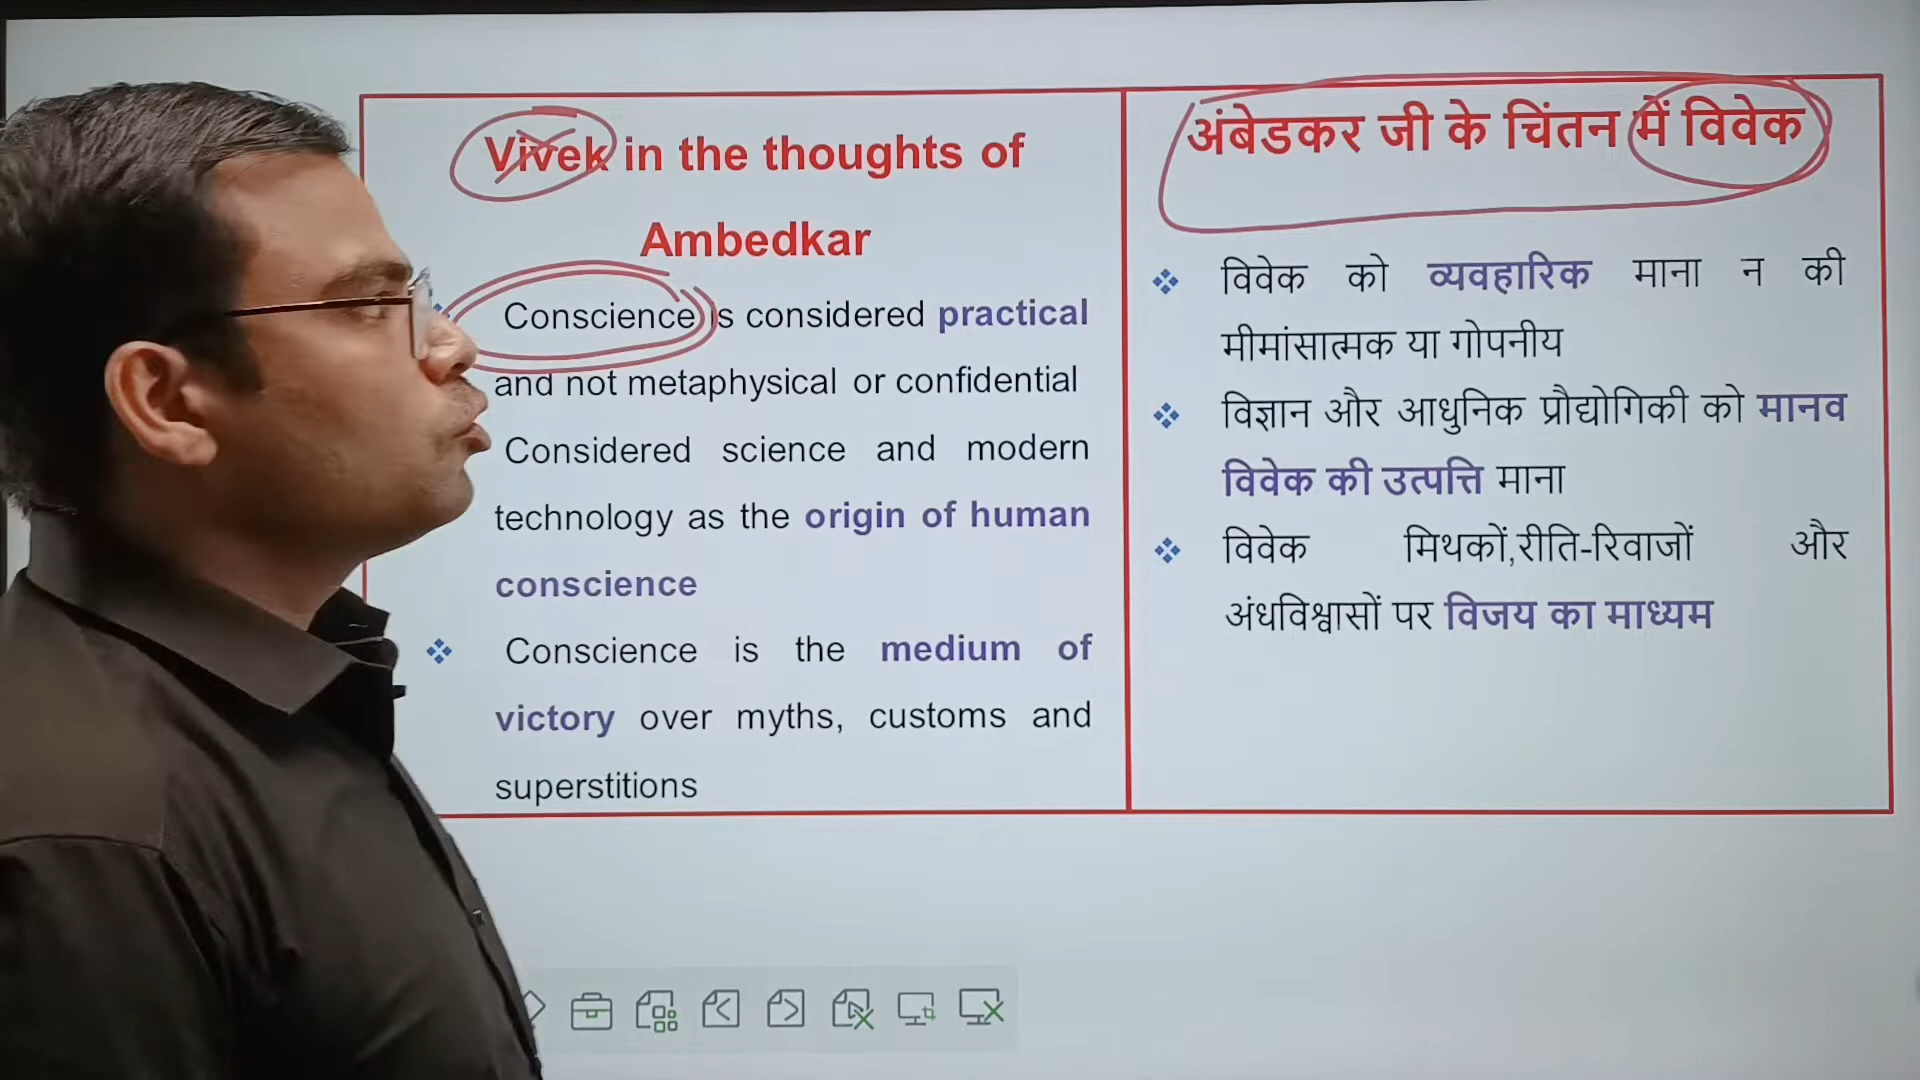 Vivek in the thoughts of
Ambedkar
Conscience is considered practical
and not metaphysical or confidential
Considered science and modern
technology as the origin of human
conscience
Conscience is the medium of
victory over myths, customs and
superstitions
अंबेडकर जी के चिंतन में विवेक
विवेक को व्यवहारिक माना न की
मीमांसात्मक या गोपनीय
विज्ञान और आधुनिक प्रौद्योगिकी को मानव
विवेक की उत्पत्ति माना
विवेक मिथकों,रीति-रिवाजों और
अंधविश्वासों पर विजय का माध्यम